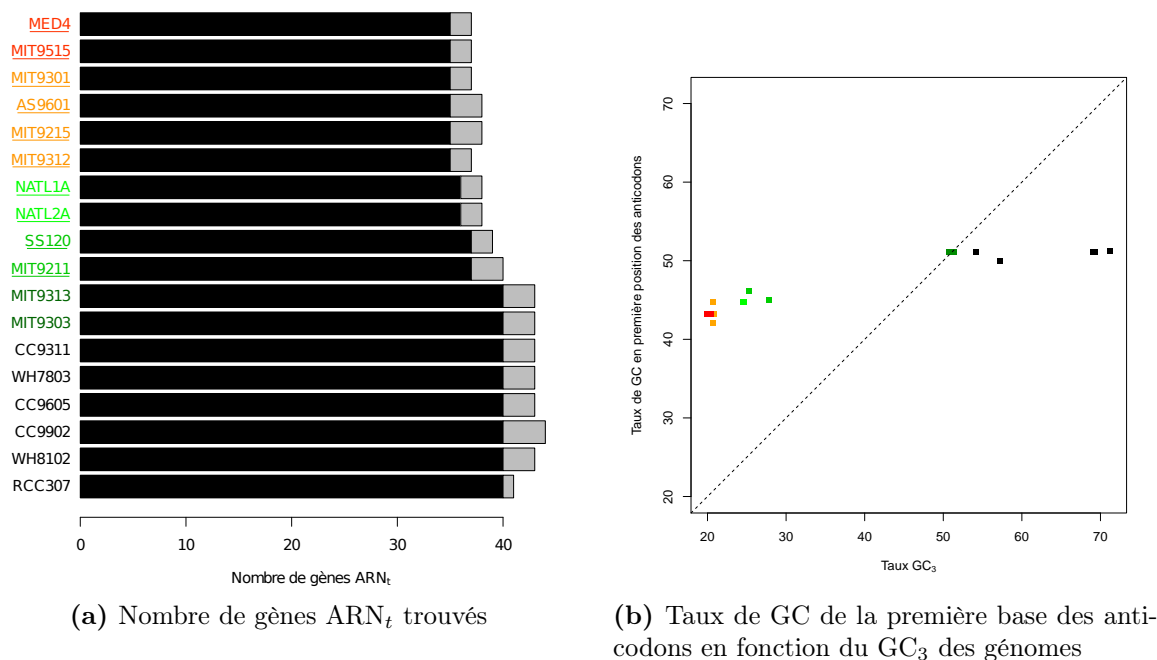 MED4
MIT9515
MIT9301
AS9601
MIT9215
MIT9312
NATL1A
NATL2A
SS120
MIT9211
MIT9313
MIT9303
CC9311
WH7803
CC9605
CC9902
WH8102
RCC307
0 10 20 30 40
Nombre de gènes ARNₜ
(a) Nombre de gènes ARNₜ trouvés
Taux de GC en première position des anticodons
70
60
50
40
30
20
20 30 40 50 60 70
Taux GC₃
(b) Taux de GC de la première base des anti-
codons en fonction du GC₃ des génomes